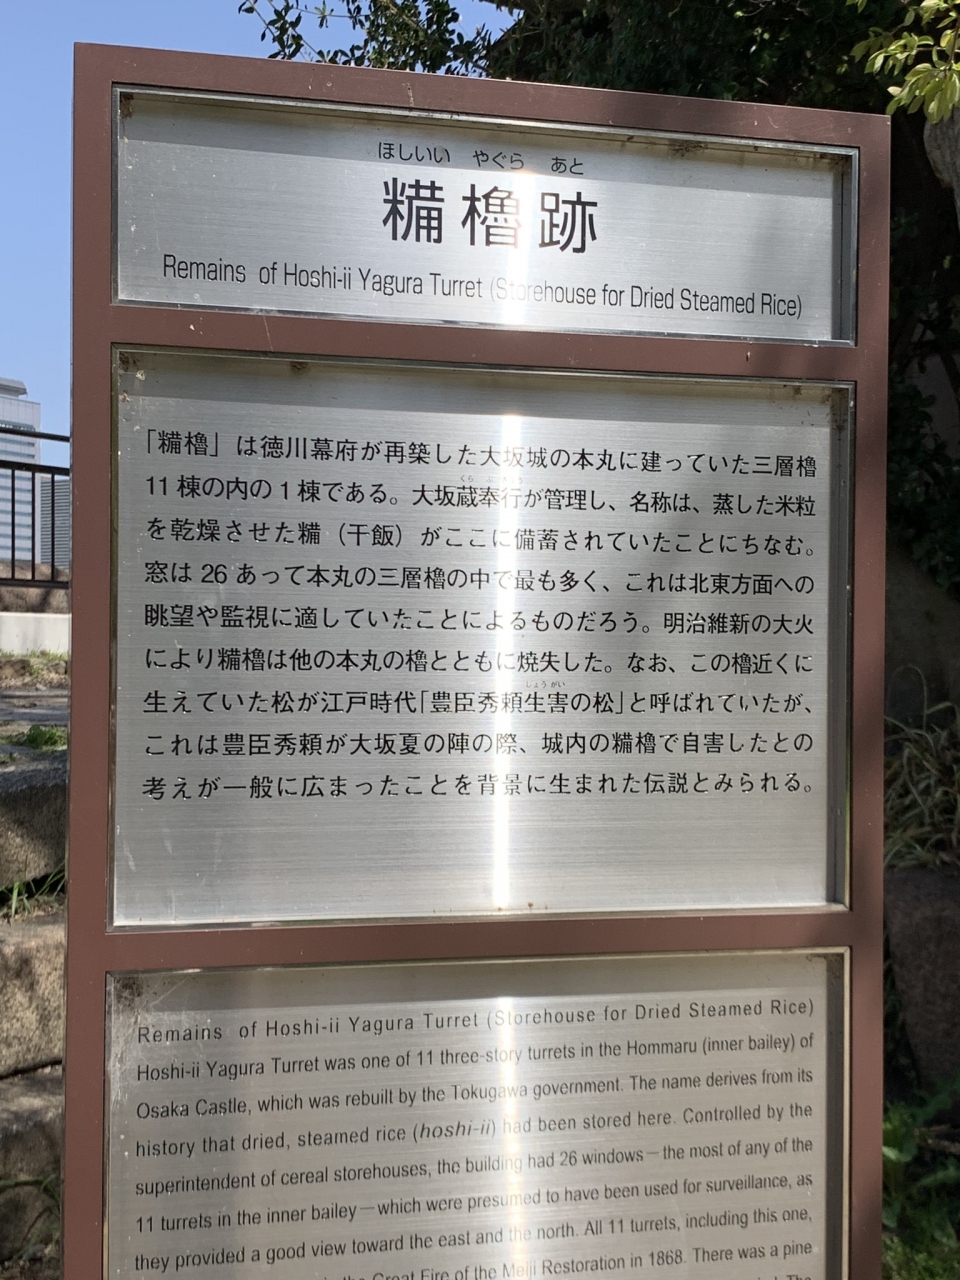 ほしいい やぐら あと
糒櫓跡
Remains of Hoshi-ii Yagura Turret (Storehouse for Dried Steamed Rice)
「糒櫓」は徳川幕府が再築した大坂城の本丸に建っていた三層櫓
くら ぶぎょう
11棟の内の1棟である。大坂蔵奉行が管理し、名称は、蒸した米粒
を乾燥させた糒（干飯）がここに備蓄されていたことにちなむ。
窓は26あって本丸の三層櫓の中で最も多く、これは北東方面への
眺望や監視に適していたことによるものだろう。明治維新の大火
により糒櫓は他の本丸の櫓とともに焼失した。なお、この櫓近くに
しょうがい
生えていた松が江戸時代「豊臣秀頼生害の松」と呼ばれていたが、
これは豊臣秀頼が大坂夏の陣の際、城内の糒櫓で自害したとの
考えが一般に広まったことを背景に生まれた伝説とみられる。
Remains of Hoshi-ii Yagura Turret (Storehouse for Dried Steamed Rice)
Hoshi-ii Yagura Turret was one of 11 three-story turrets in the Hommaru (inner bailey) of
Osaka Castle, which was rebuilt by the Tokugawa government. The name derives from its
history that dried, steamed rice (hoshi-ii) had been stored here. Controlled by the
superintendent of cereal storehouses, the building had 26 windows—the most of any of the
11 turrets in the inner bailey—which were presumed to have been used for surveillance, as
they provided a good view toward the east and the north. All 11 turrets, including this one,
the Great Fire of the Meiji Restoration in 1868. There was a pine
The